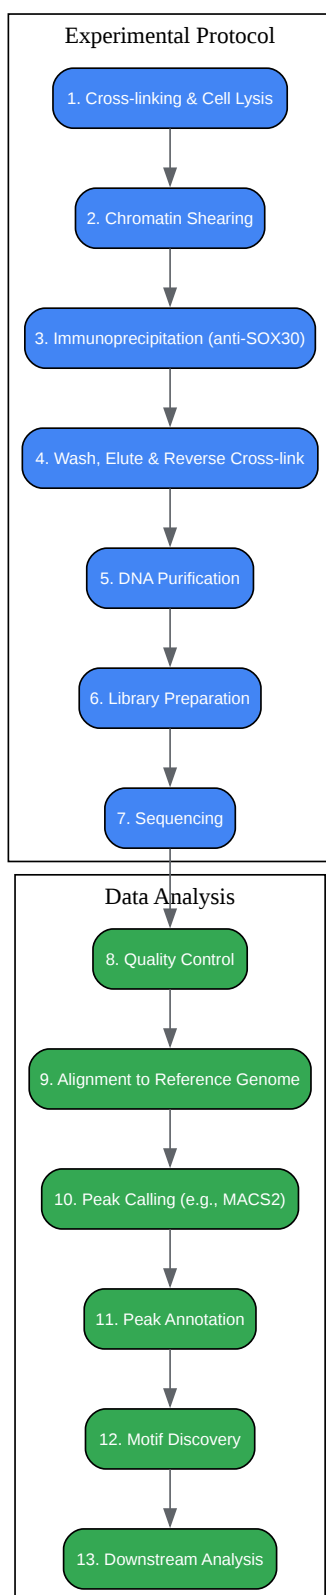 Experimental Protocol
1. Cross-linking & Cell Lysis
2. Chromatin Shearing
3. Immunoprecipitation (anti-SOX30)
4. Wash, Elute & Reverse Cross-link
5. DNA Purification
6. Library Preparation
7. Sequencing
Data Analysis
8. Quality Control
9. Alignment to Reference Genome
10. Peak Calling (e.g., MACS2)
11. Peak Annotation
12. Motif Discovery
13. Downstream Analysis